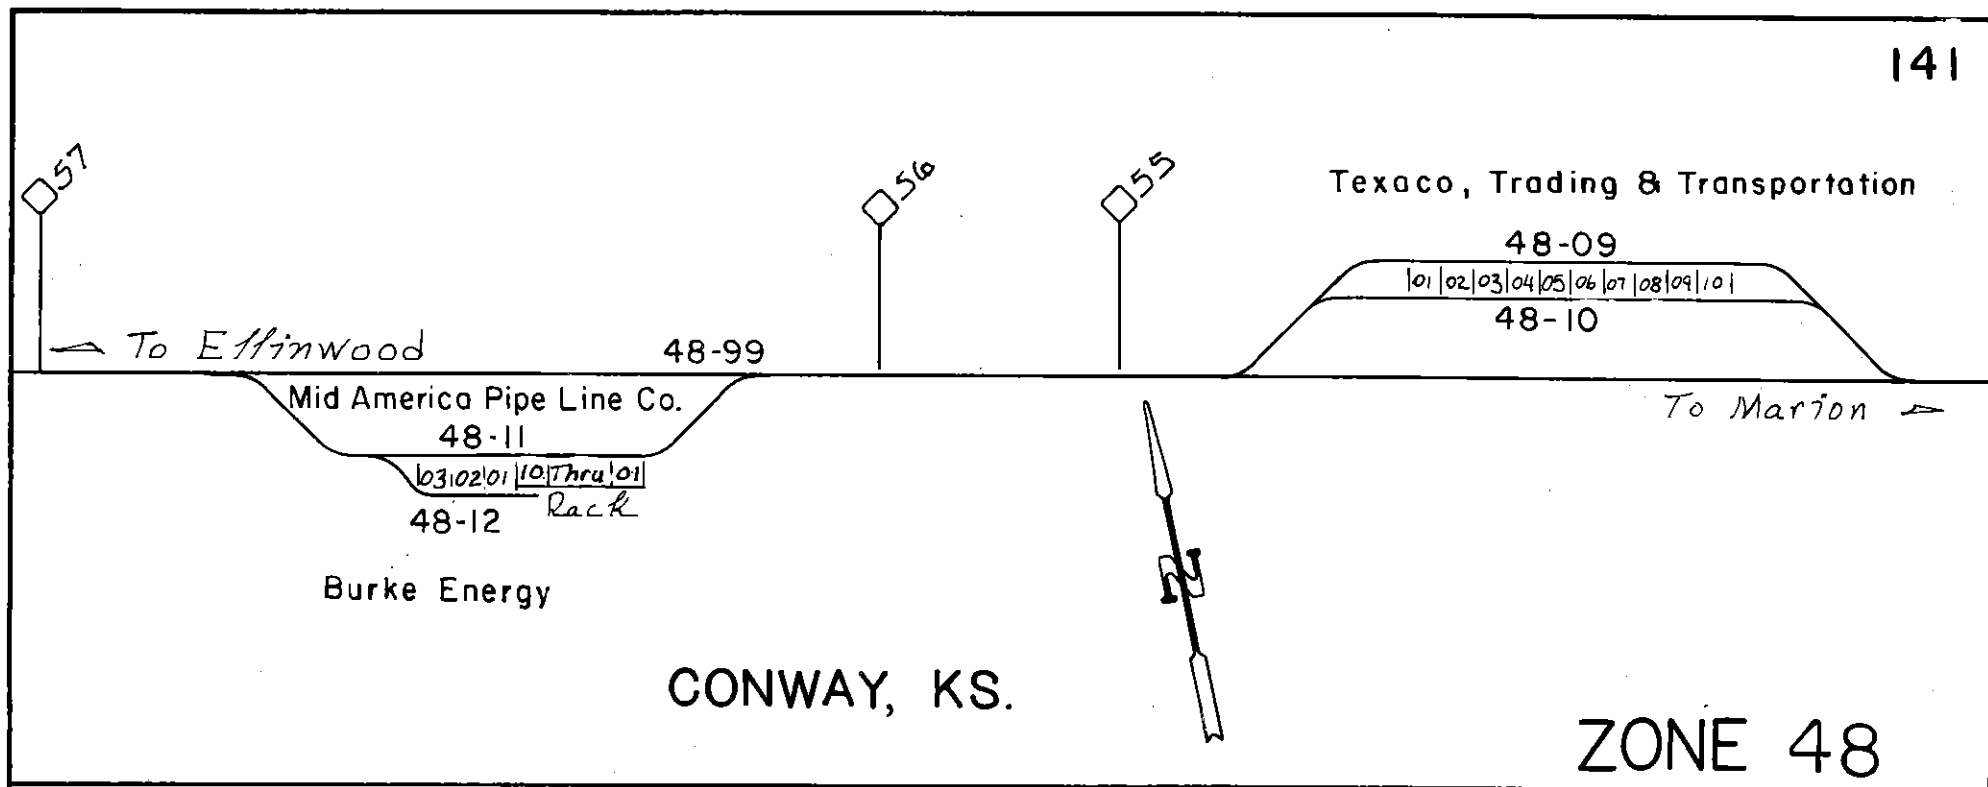 141
57
56
55
Texaco, Trading & Transportation
48-09
01 02 03 04 05 06 07 08 09 10
48-10
To Ellinwood
48-99
Mid America Pipe Line Co.
48-11
03 02 01 10 Thru 01
Rack
48-12
To Marion
Burke Energy
N
CONWAY, KS.
ZONE 48